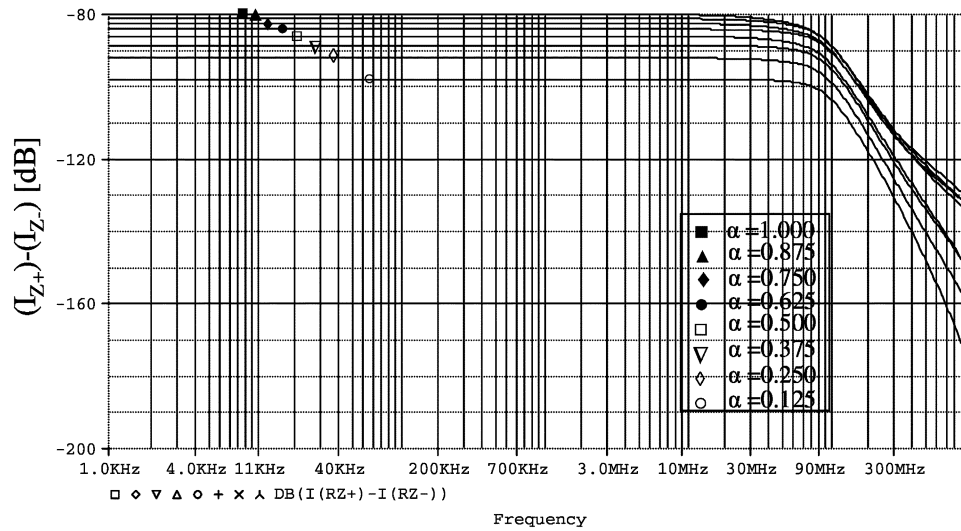 (I_Z+)-(I_Z-) [dB]
-80
-120
-160
-200
α=1.000
α=0.875
α=0.750
α=0.625
α=0.500
α=0.375
α=0.250
α=0.125
1.0KHz 4.0KHz 11KHz 40KHz 200KHz 700KHz 3.0MHz 10MHz 30MHz 90MHz 300MHz
DB(I(RZ+)-I(RZ-))
Frequency